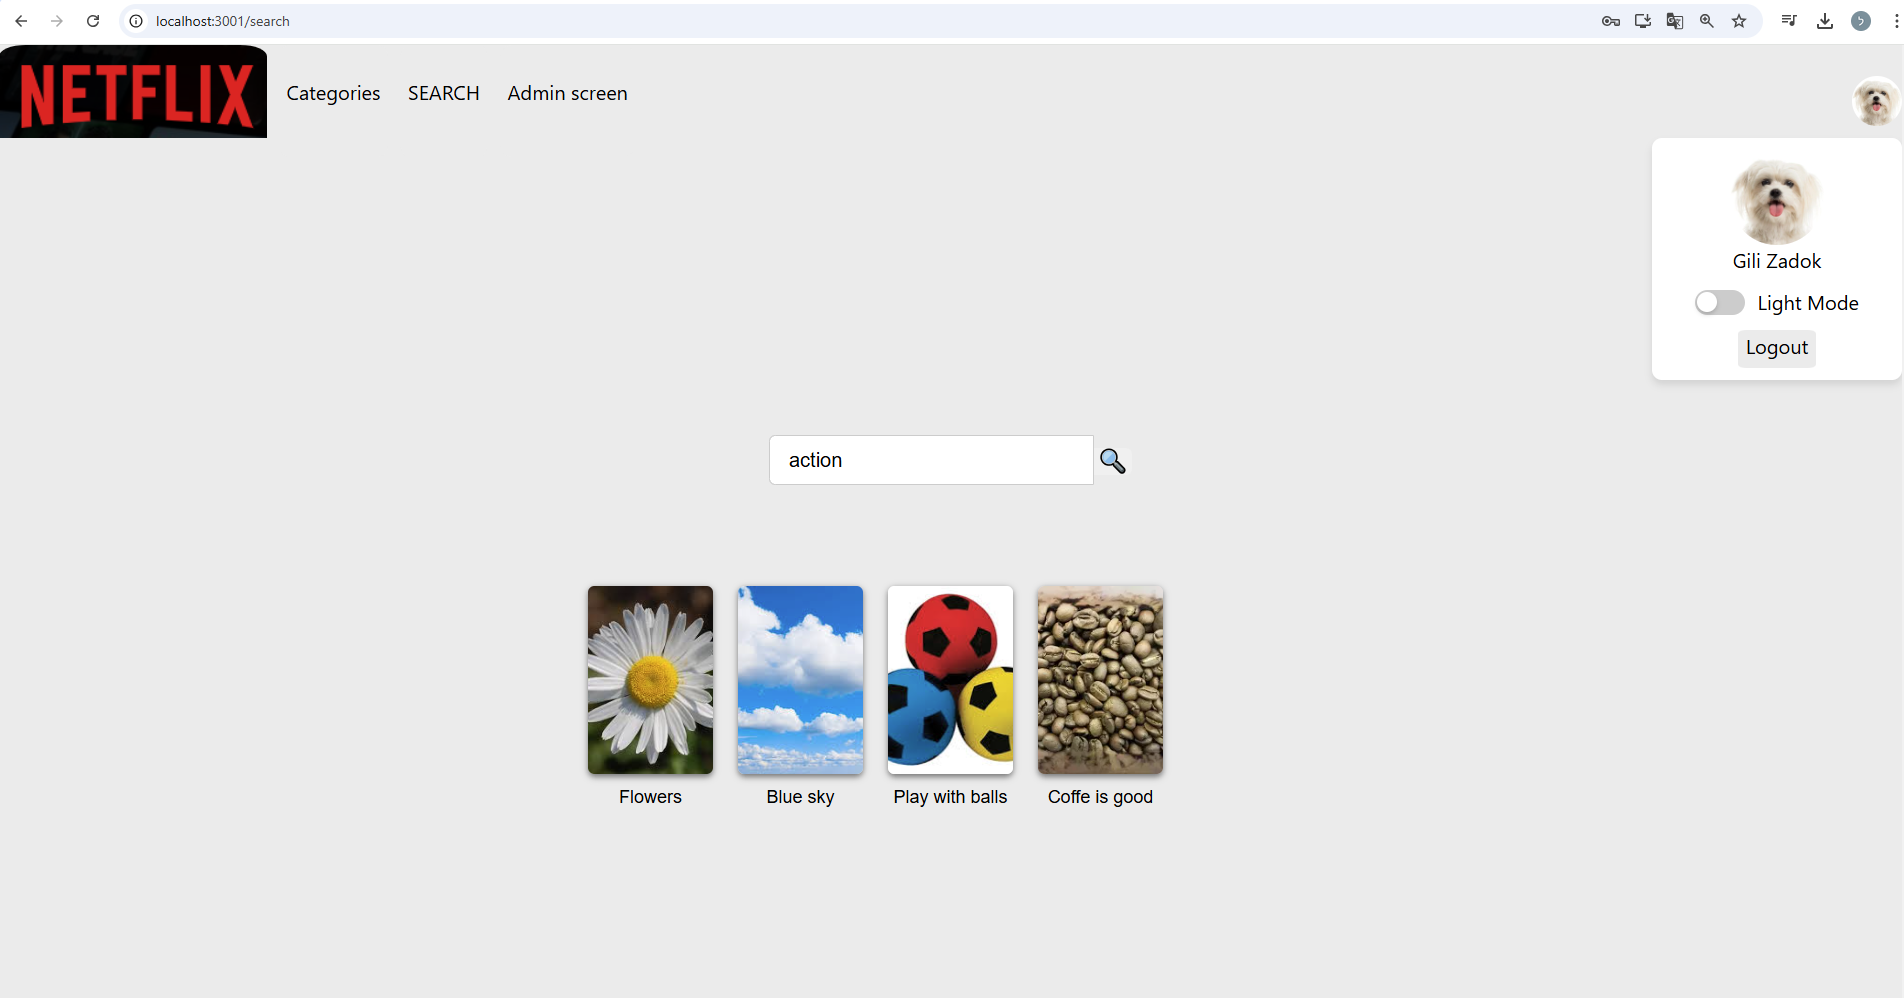 localhost:3001/search
NETFLIX
Categories SEARCH Admin screen
Gili Zadok
Light Mode
Logout
action
Flowers Blue sky Play with balls Coffe is good